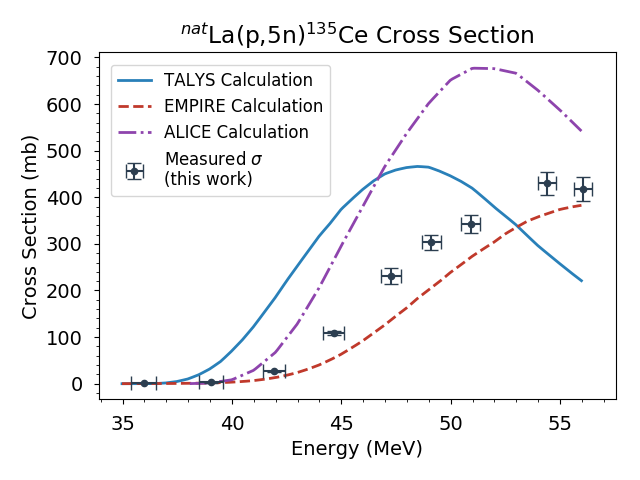 ⁿᵃᵗLa(p,5n)¹³⁵Ce Cross Section
TALYS Calculation
EMPIRE Calculation
ALICE Calculation
Measured σ
(this work)
Cross Section (mb)
700
600
500
400
300
200
100
0
35 40 45 50 55
Energy (MeV)